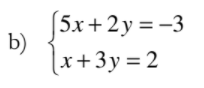 b) { 5x + 2y = −3
x + 3y = 2